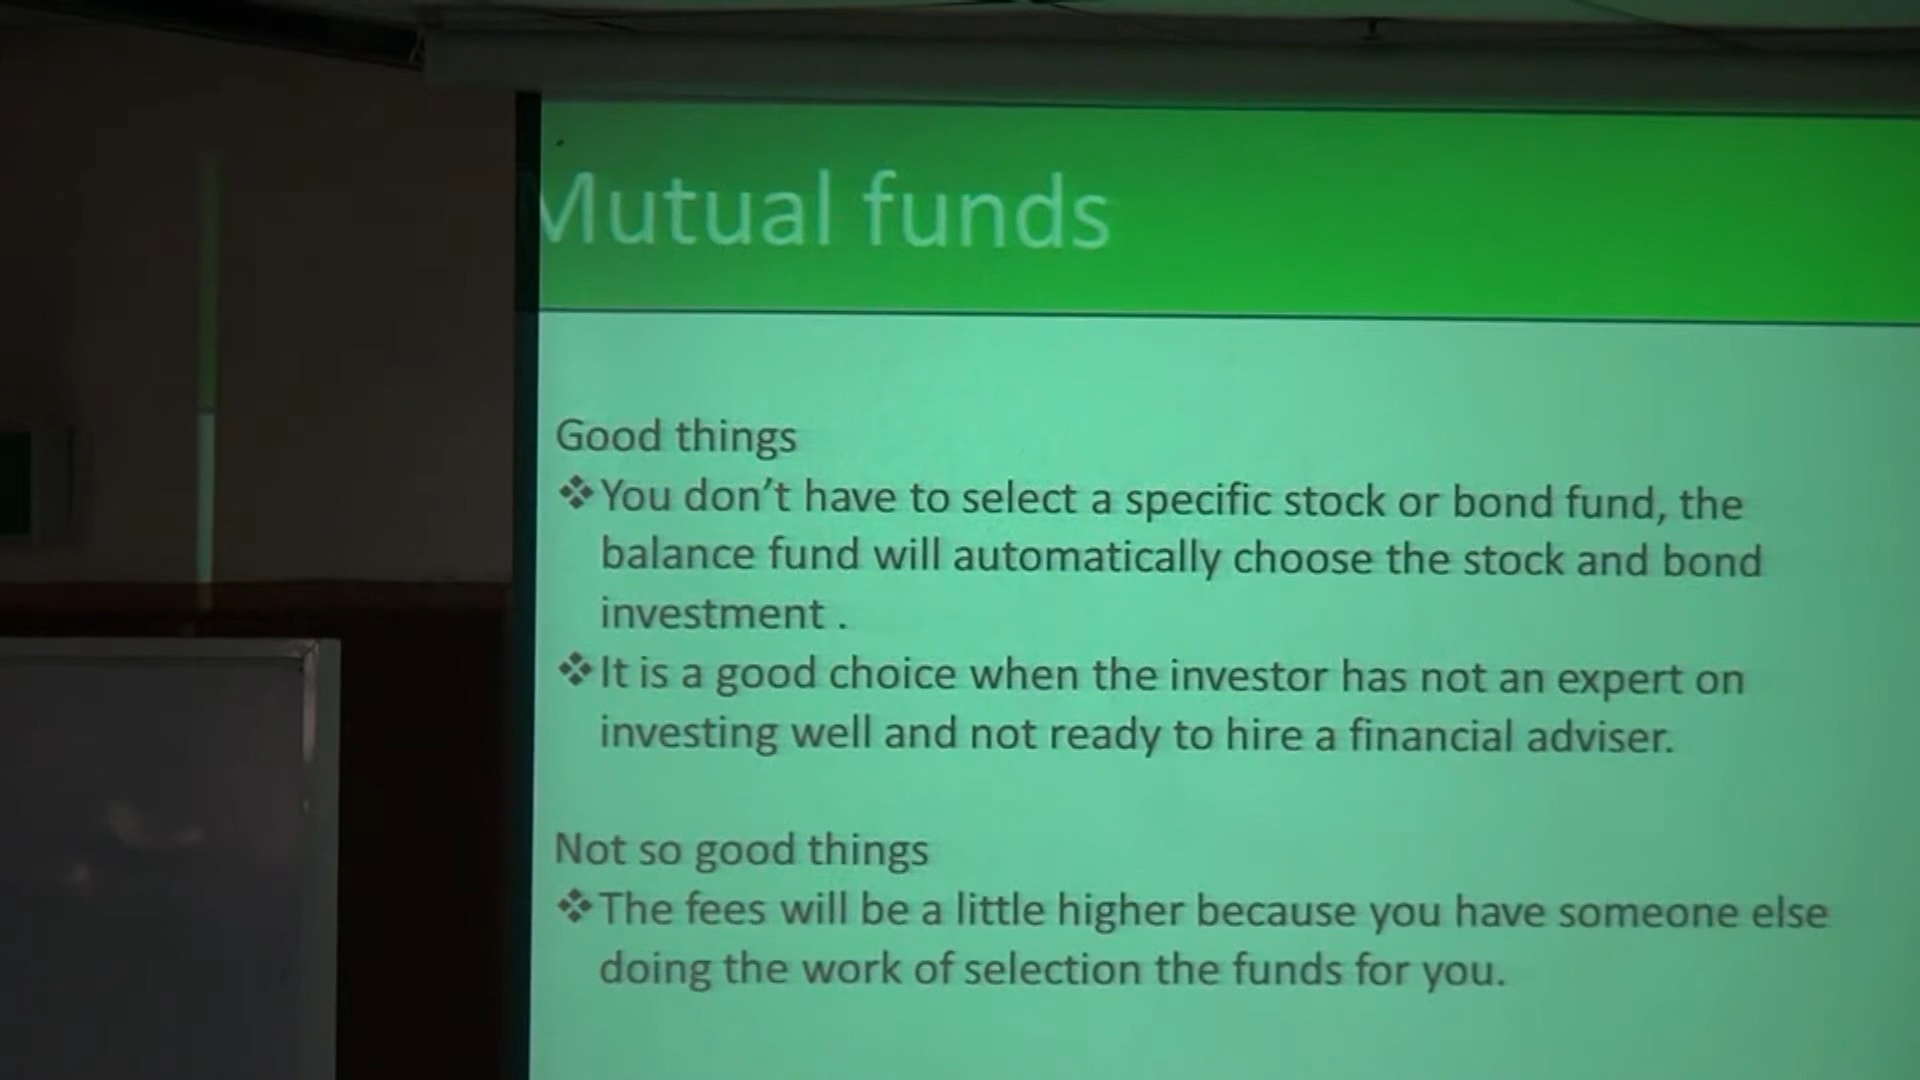 Mutual funds
Good things
❖You don't have to select a specific stock or bond fund, the
balance fund will automatically choose the stock and bond
investment .
❖It is a good choice when the investor has not an expert on
investing well and not ready to hire a financial adviser.
Not so good things
❖The fees will be a little higher because you have someone else
doing the work of selection the funds for you.